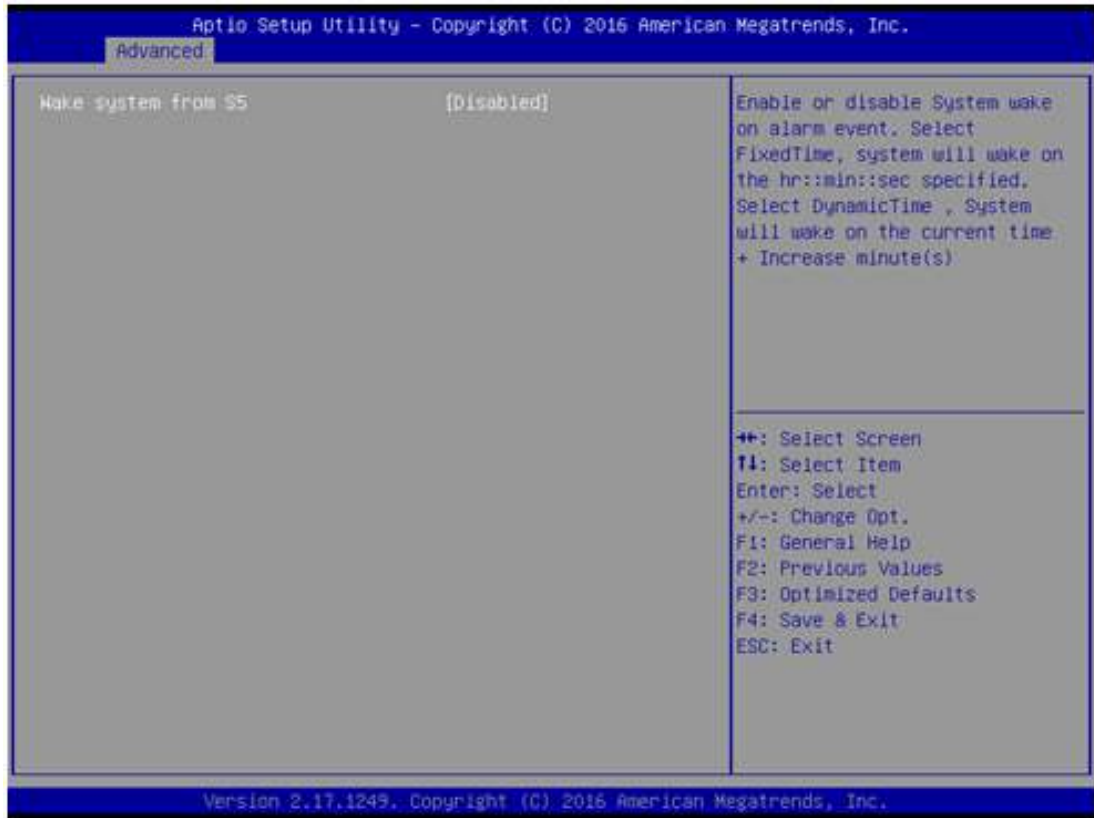 Aptio Setup Utility - Copyright (C) 2016 American Megatrends, Inc.
Advanced
Wake system from S5 [Disabled]
Enable or disable System wake
on alarm event. Select
FixedTime, system will wake on
the hr::min::sec specified.
Select DynamicTime , System
will wake on the current time
+ Increase minute(s)
→←: Select Screen
↑↓: Select Item
Enter: Select
+/-: Change Opt.
F1: General Help
F2: Previous Values
F3: Optimized Defaults
F4: Save & Exit
ESC: Exit
Version 2.17.1249. Copyright (C) 2016 American Megatrends, Inc.